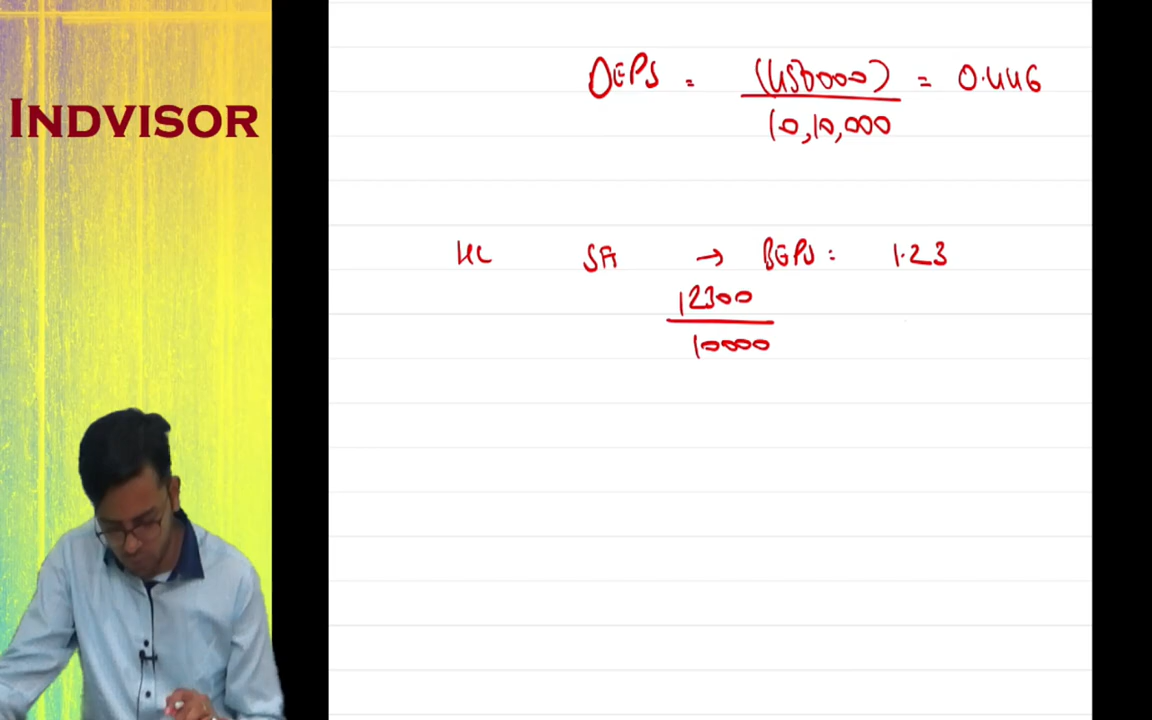 INDVISOR
DEPS = (450000) = 0.446
10,10,000
HC SA → BEPS : 1.23
12300
10000